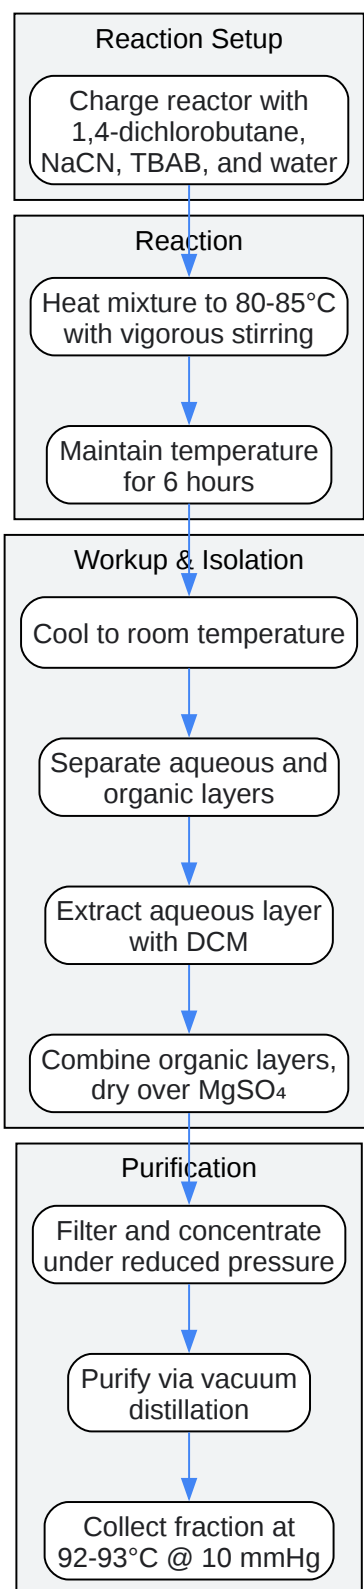 Reaction Setup
Charge reactor with
1,4-dichlorobutane,
NaCN, TBAB, and water
Reaction
Heat mixture to 80-85°C
with vigorous stirring
Maintain temperature
for 6 hours
Workup & Isolation
Cool to room temperature
Separate aqueous and
organic layers
Extract aqueous layer
with DCM
Combine organic layers,
dry over MgSO₄
Purification
Filter and concentrate
under reduced pressure
Purify via vacuum
distillation
Collect fraction at
92-93°C @ 10 mmHg